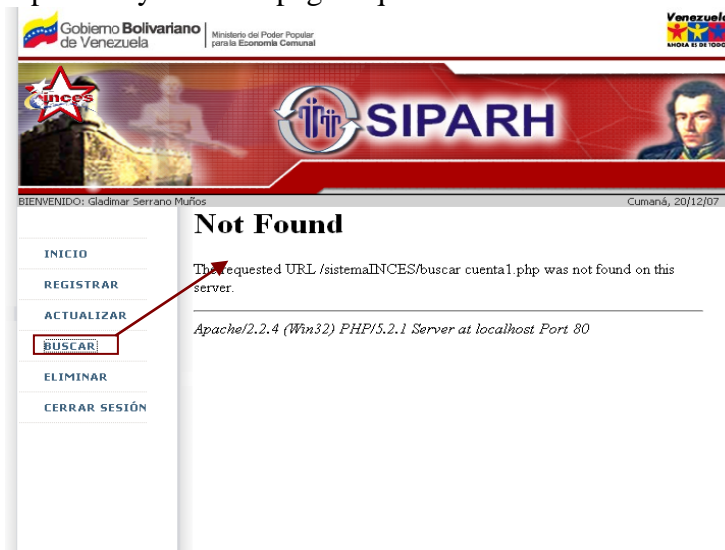 Gobierno Bolivariano
de Venezuela
Ministerio del Poder Popular
para la Economía Comunal
Venezuela
AHORA ES DE TODOS
inces
SIPARH
BIENVENIDO: Gladimar Serrano Muños
Cumaná, 20/12/07
Not Found
The requested URL /sistemaINCES/buscar cuenta1.php was not found on this
server.
Apache/2.2.4 (Win32) PHP/5.2.1 Server at localhost Port 80
INICIO
REGISTRAR
ACTUALIZAR
BUSCAR
ELIMINAR
CERRAR SESIÓN